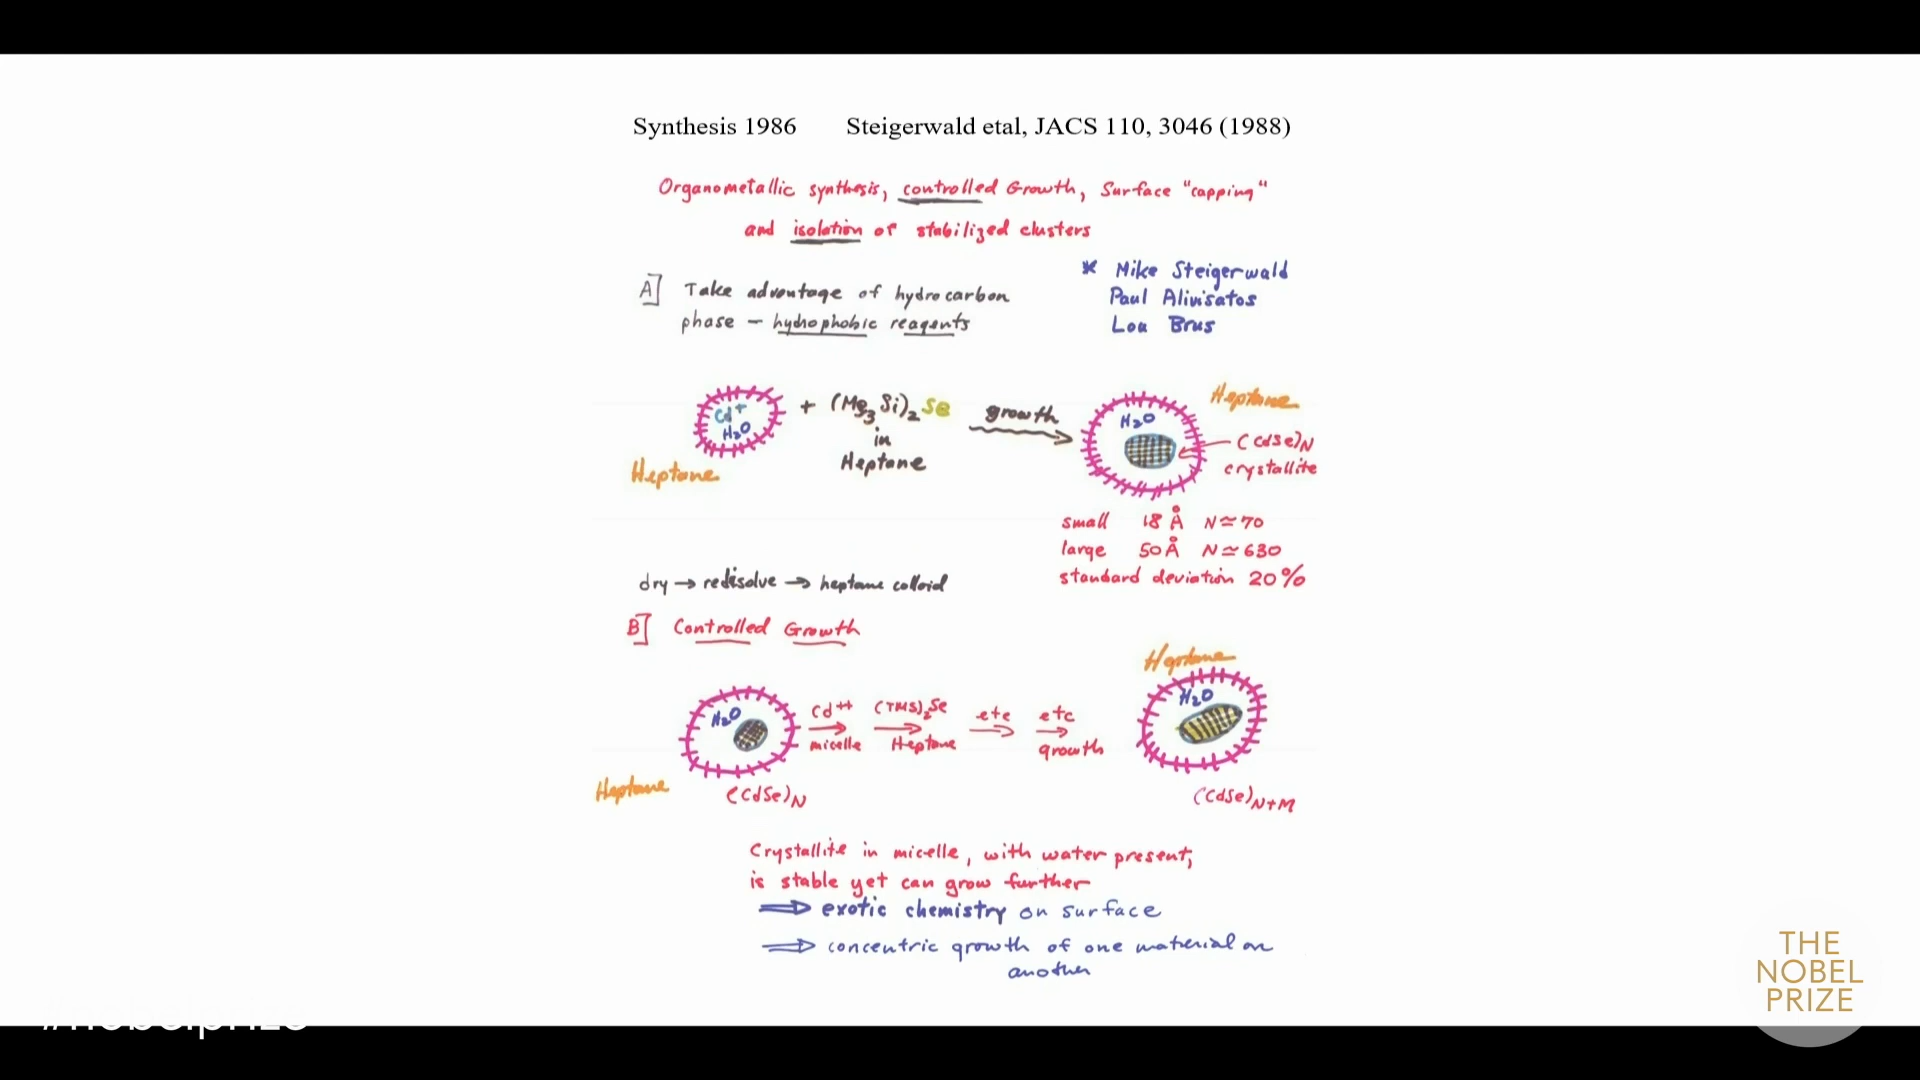 Synthesis 1986 Steigerwald etal, JACS 110, 3046 (1988)
Organometallic synthesis, controlled Growth, Surface "capping"
and isolation of stabilized clusters
* Mike Steigerwald
Paul Alivisatos
Lou Brus
A] Take advantage of hydrocarbon
phase – hydrophobic reagents
Cd+
H2O
Heptane
+ (Me3Si)2Se
in
Heptane
growth
Heptane
H2O
(CdSe)N
crystallite
small 18 Å N≃70
large 50Å N≃630
standard deviation 20%
dry → redisolve → heptane colloid
B] Controlled Growth
H2O
Heptane
(CdSe)N
Cd++
micelle
(TMS)2Se
Heptane
etc
etc
growth
Heptane
H2O
(CdSe)N+M
Crystallite in micelle, with water present,
is stable yet can grow further
⇒ exotic chemistry on surface
⇒ concentric growth of one material on
another
#nobelprize
THE
NOBEL
PRIZE